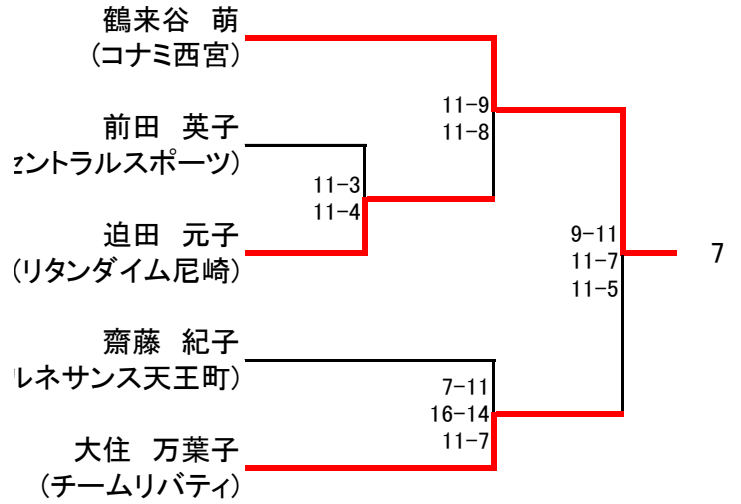 鶴来谷 萌
(コナミ西宮)
11-9
11-8
前田 英子
セントラルスポーツ)
11-3
11-4
迫田 元子
(リタンダイム尼崎)
9-11
11-7
11-5
7
齋藤 紀子
ルネサンス天王町)
7-11
16-14
11-7
大住 万葉子
(チームリバティ)